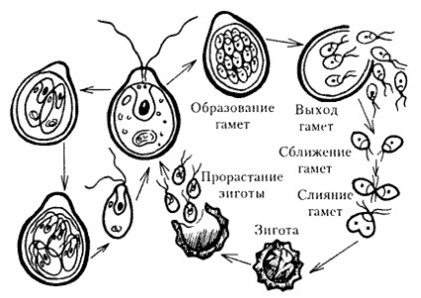 Образование
гамет
Выход
гамет
Сближение
гамет
Слияние
гамет
Прорастание
зиготы
Зигота